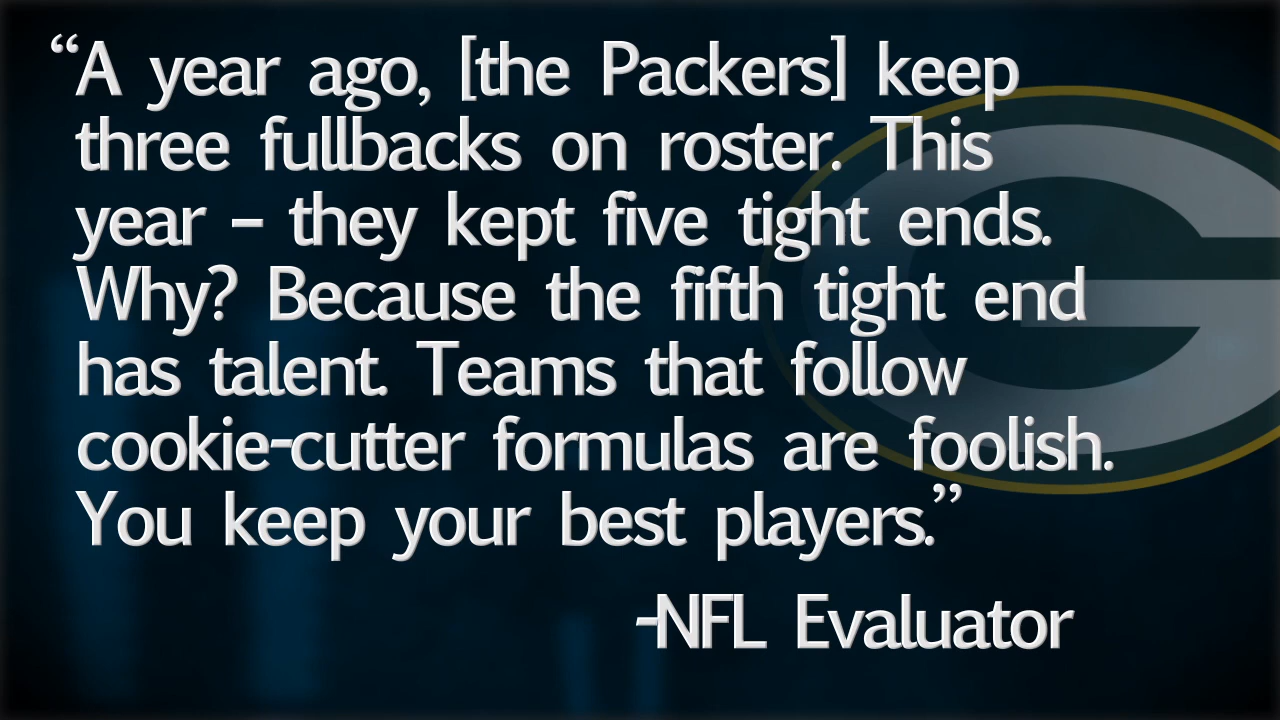 “A year ago, [the Packers] keep
three fullbacks on roster. This
year – they kept five tight ends.
Why? Because the fifth tight end
has talent. Teams that follow
cookie-cutter formulas are foolish.
You keep your best players.”
-NFL Evaluator
G